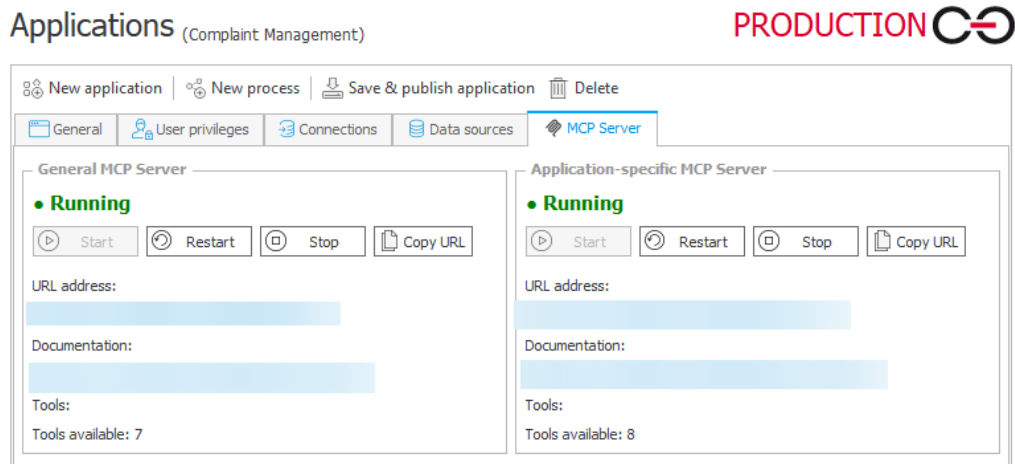 Applications (Complaint Management)
PRODUCTION
New application New process Save & publish application Delete
General User privileges Connections Data sources MCP Server
General MCP Server
• Running
Start Restart Stop Copy URL
URL address:
Documentation:
Tools:
Tools available: 7
Application-specific MCP Server
• Running
Start Restart Stop Copy URL
URL address:
Documentation:
Tools:
Tools available: 8